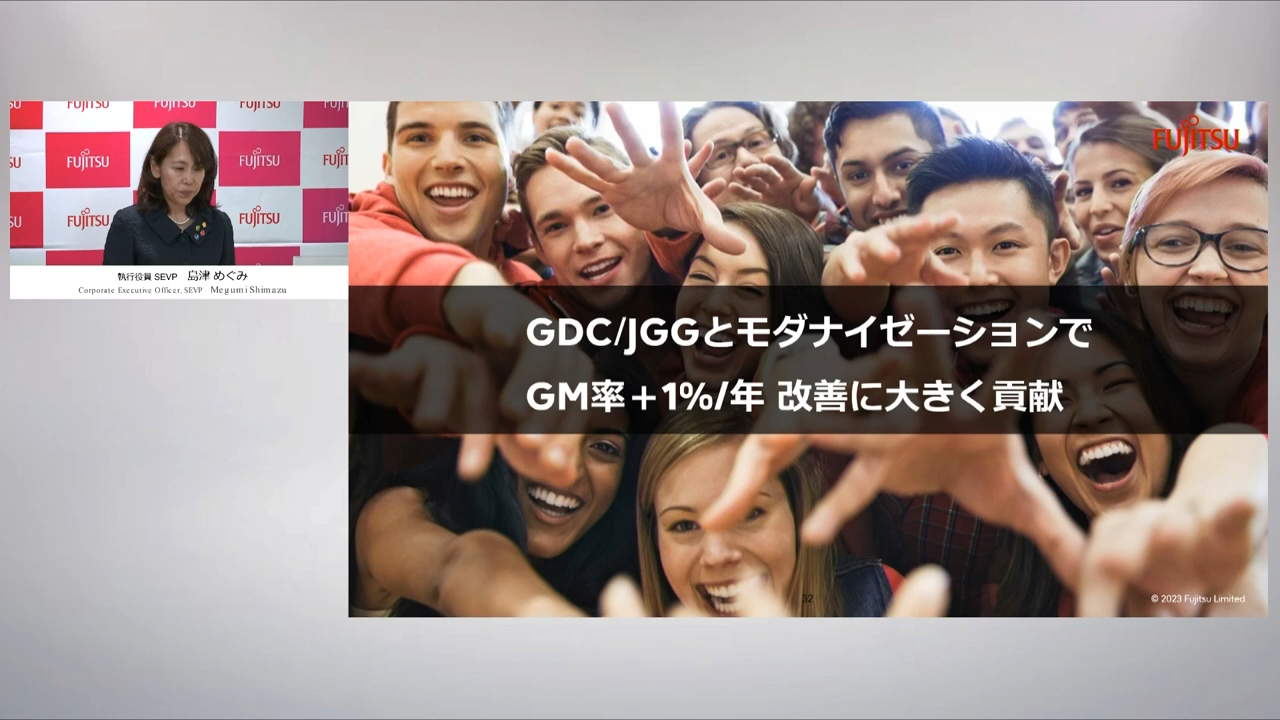 FUJITSU
FUJITSU
FUJITSU
FUJITSU
FUJITSU
FUJITSU
FUJITSU
執行役員 SEVP 島津 めぐみ
Corporate Executive Officer, SEVP Megumi Shimazu
FUJITSU
GDC/JGGとモダナイゼーションで
GM率＋1%/年 改善に大きく貢献
32
© 2023 Fujitsu Limited